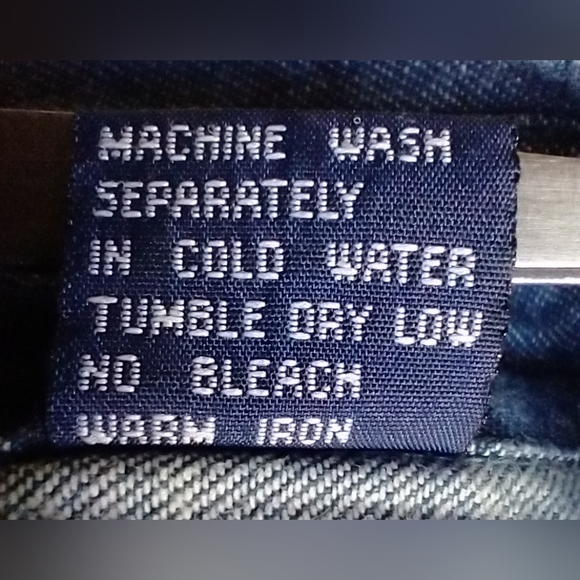 MACHINE WASH
SEPARATELY
IN COLD WATER
TUMBLE DRY LOW
NO BLEACH
WARM IRON